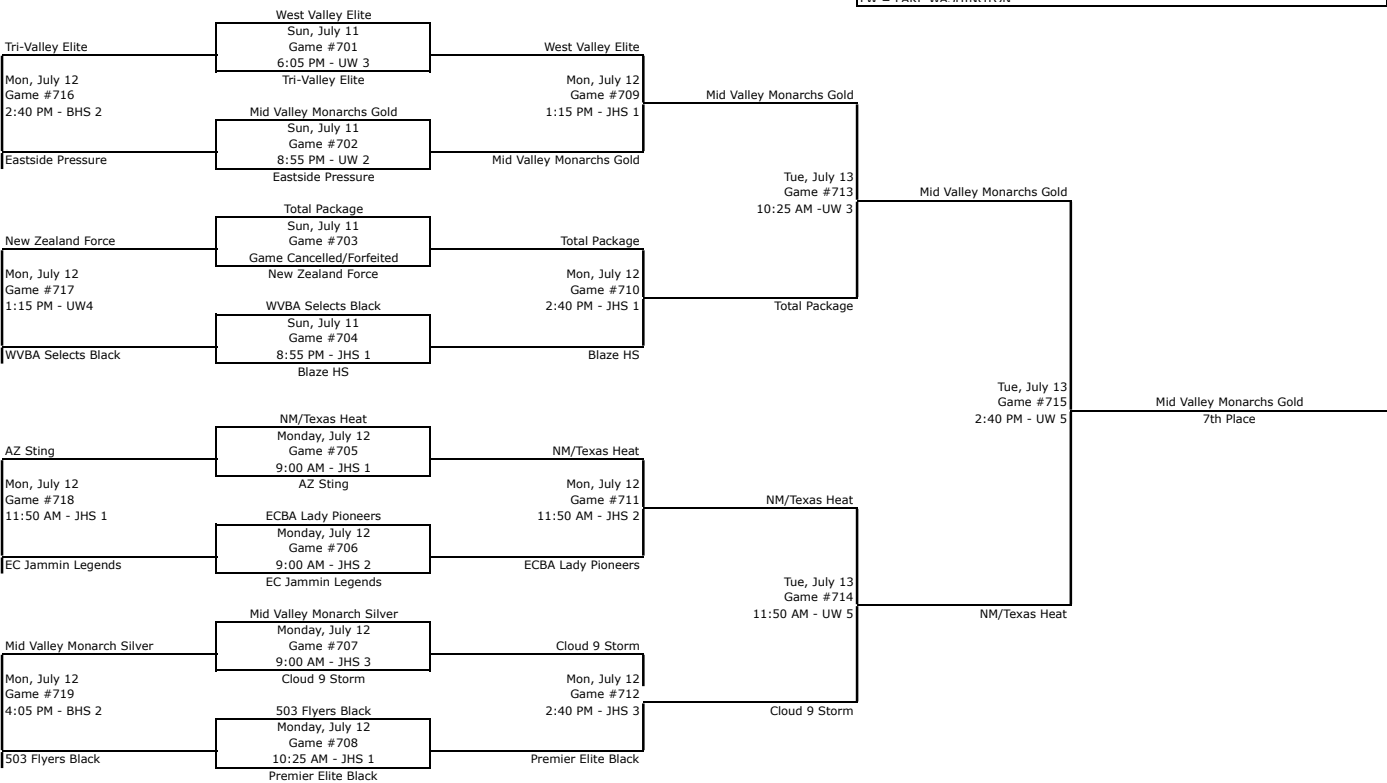 West Valley Elite
Sun, July 11
Game #701
6:05 PM - UW 3
Tri-Valley Elite
Tri-Valley Elite
Mon, July 12
Game #716
2:40 PM - BHS 2
Eastside Pressure
Mid Valley Monarchs Gold
Sun, July 11
Game #702
8:55 PM - UW 2
Eastside Pressure
West Valley Elite
Mon, July 12
Game #709
1:15 PM - JHS 1
Mid Valley Monarchs Gold
Total Package
Sun, July 11
Game #703
Game Cancelled/Forfeited
New Zealand Force
New Zealand Force
Mon, July 12
Game #717
1:15 PM - UW4
WVBA Selects Black
WVBA Selects Black
Sun, July 11
Game #704
8:55 PM - JHS 1
Blaze HS
Total Package
Mon, July 12
Game #710
2:40 PM - JHS 1
Blaze HS
Mid Valley Monarchs Gold
Tue, July 13
Game #713
10:25 AM -UW 3
Total Package
NM/Texas Heat
Monday, July 12
Game #705
9:00 AM - JHS 1
AZ Sting
AZ Sting
Mon, July 12
Game #718
11:50 AM - JHS 1
EC Jammin Legends
ECBA Lady Pioneers
Monday, July 12
Game #706
9:00 AM - JHS 2
EC Jammin Legends
NM/Texas Heat
Mon, July 12
Game #711
11:50 AM - JHS 2
ECBA Lady Pioneers
Mid Valley Monarch Silver
Monday, July 12
Game #707
9:00 AM - JHS 3
Cloud 9 Storm
Mid Valley Monarch Silver
Mon, July 12
Game #719
4:05 PM - BHS 2
503 Flyers Black
503 Flyers Black
Monday, July 12
Game #708
10:25 AM - JHS 1
Premier Elite Black
Cloud 9 Storm
Mon, July 12
Game #712
2:40 PM - JHS 3
Premier Elite Black
NM/Texas Heat
Tue, July 13
Game #714
11:50 AM - UW 5
Cloud 9 Storm
Mid Valley Monarchs Gold
Tue, July 13
Game #715
2:40 PM - UW 5
NM/Texas Heat
Mid Valley Monarchs Gold
7th Place